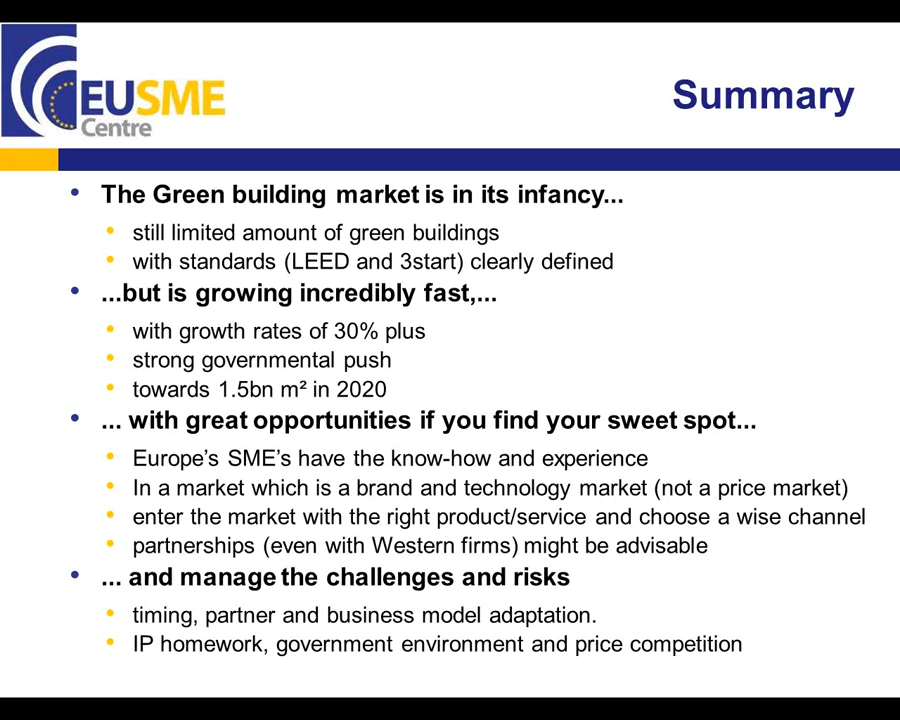 EUSME
Centre
Summary
• The Green building market is in its infancy...
• still limited amount of green buildings
• with standards (LEED and 3start) clearly defined
• ...but is growing incredibly fast,...
• with growth rates of 30% plus
• strong governmental push
• towards 1.5bn m² in 2020
• ... with great opportunities if you find your sweet spot...
• Europe’s SME’s have the know-how and experience
• In a market which is a brand and technology market (not a price market)
• enter the market with the right product/service and choose a wise channel
• partnerships (even with Western firms) might be advisable
• ... and manage the challenges and risks
• timing, partner and business model adaptation.
• IP homework, government environment and price competition